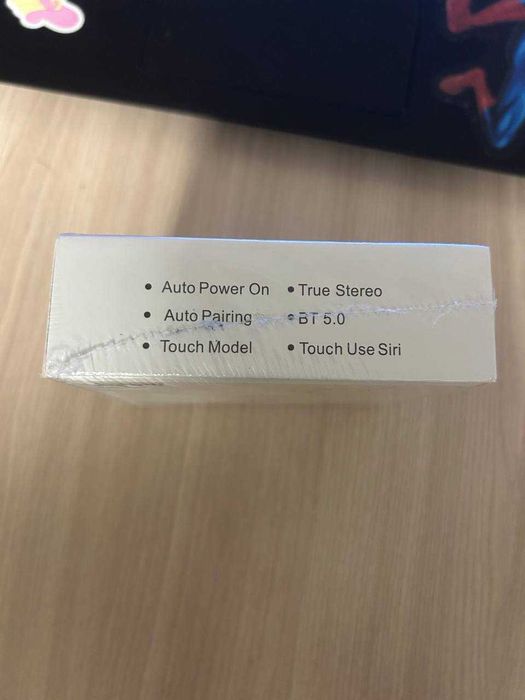 • Auto Power On
• Auto Pairing
• Touch Model
• True Stereo
• BT 5.0
• Touch Use Siri